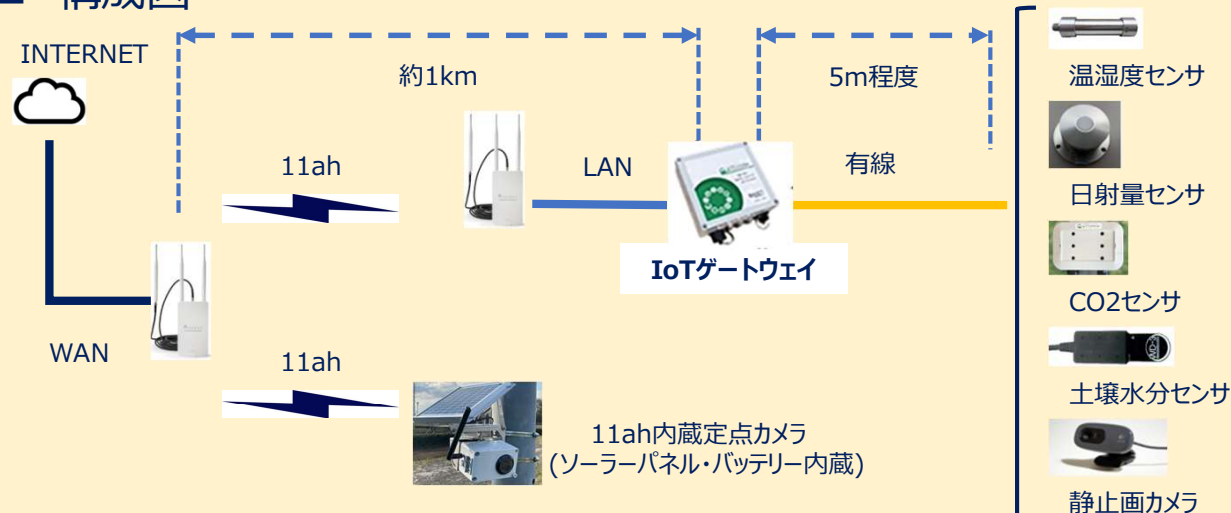 構成図
INTERNET
約1km
5m程度
11ah
LAN
有線
IoTゲートウェイ
WAN
11ah
11ah内蔵定点カメラ
(ソーラーパネル・バッテリー内蔵)
温湿度センサ
日射量センサ
CO2センサ
土壌水分センサ
静止画カメラ